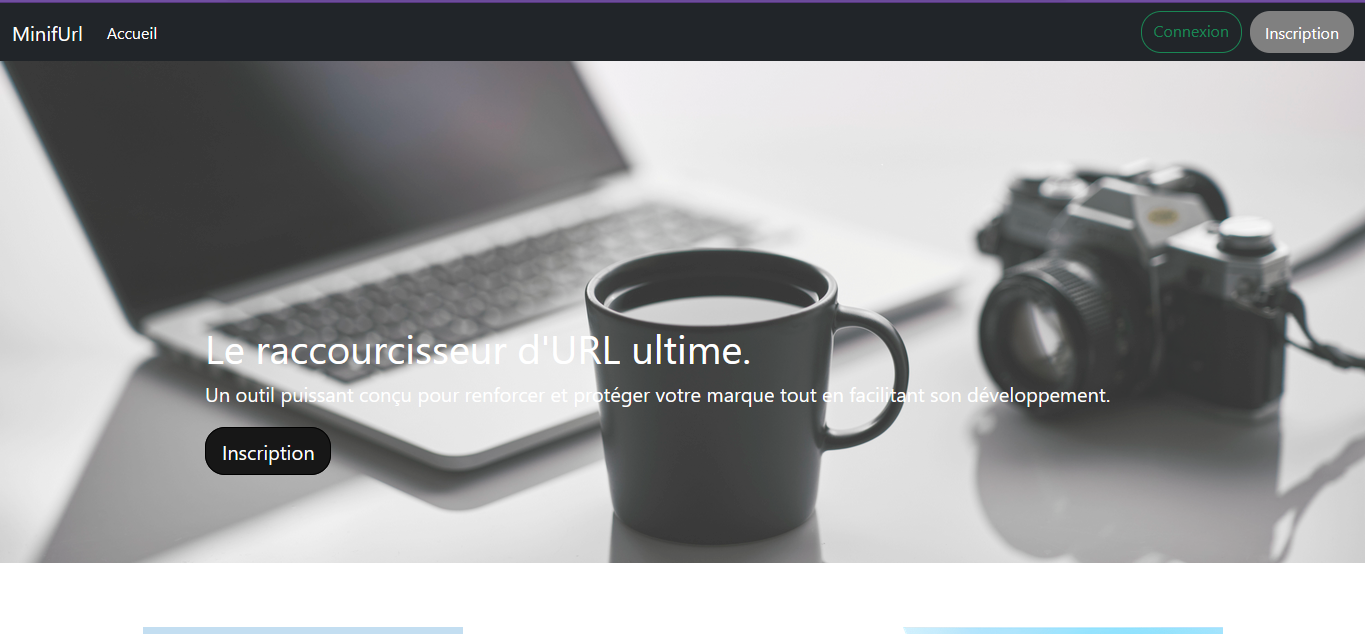 MinifUrl Accueil Connexion Inscription
Le raccourcisseur d'URL ultime.
Un outil puissant conçu pour renforcer et protéger votre marque tout en facilitant son développement.
Inscription